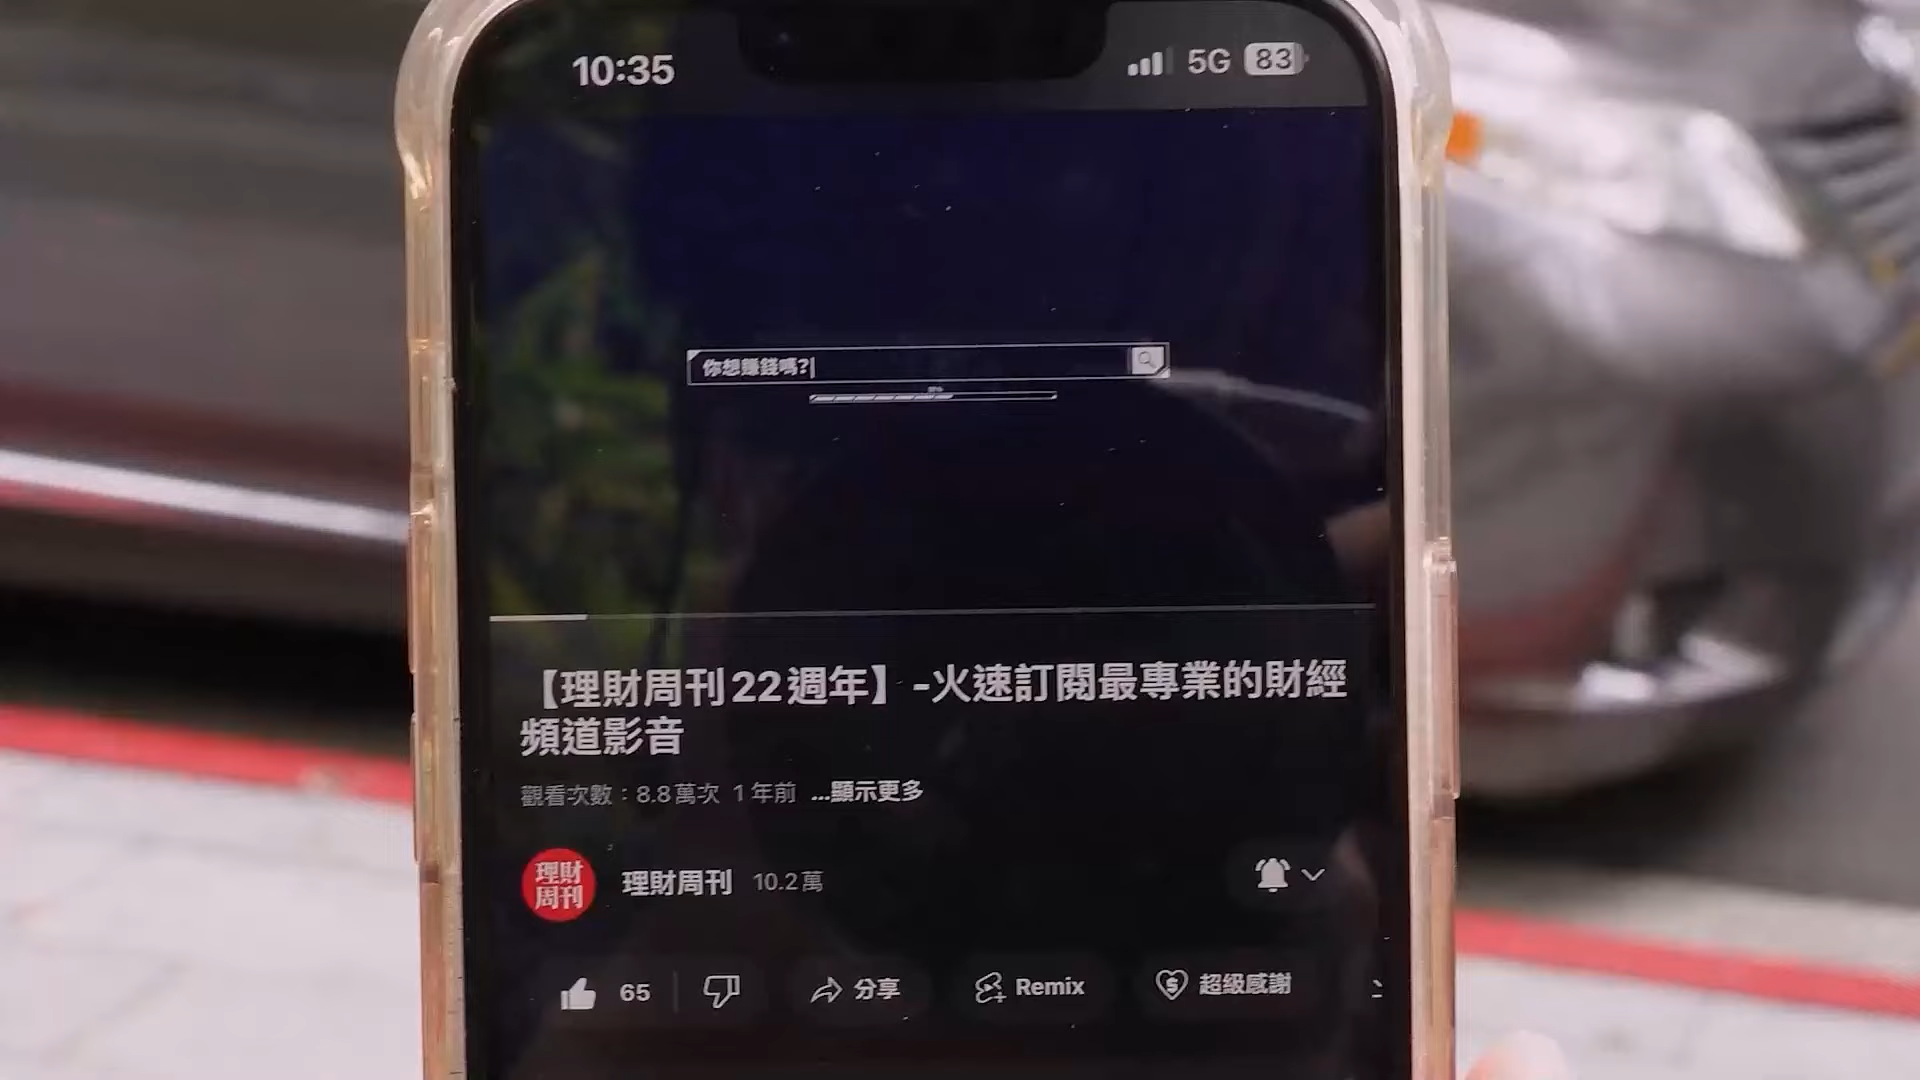 10:35
5G 83
你想賺錢嗎?
【理財周刊22週年】-火速訂閱最專業的財經
頻道影音
觀看次數：8.8萬次 1年前 ...顯示更多
理財
周刊
理財周刊 10.2萬
65 分享 Remix 超級感謝